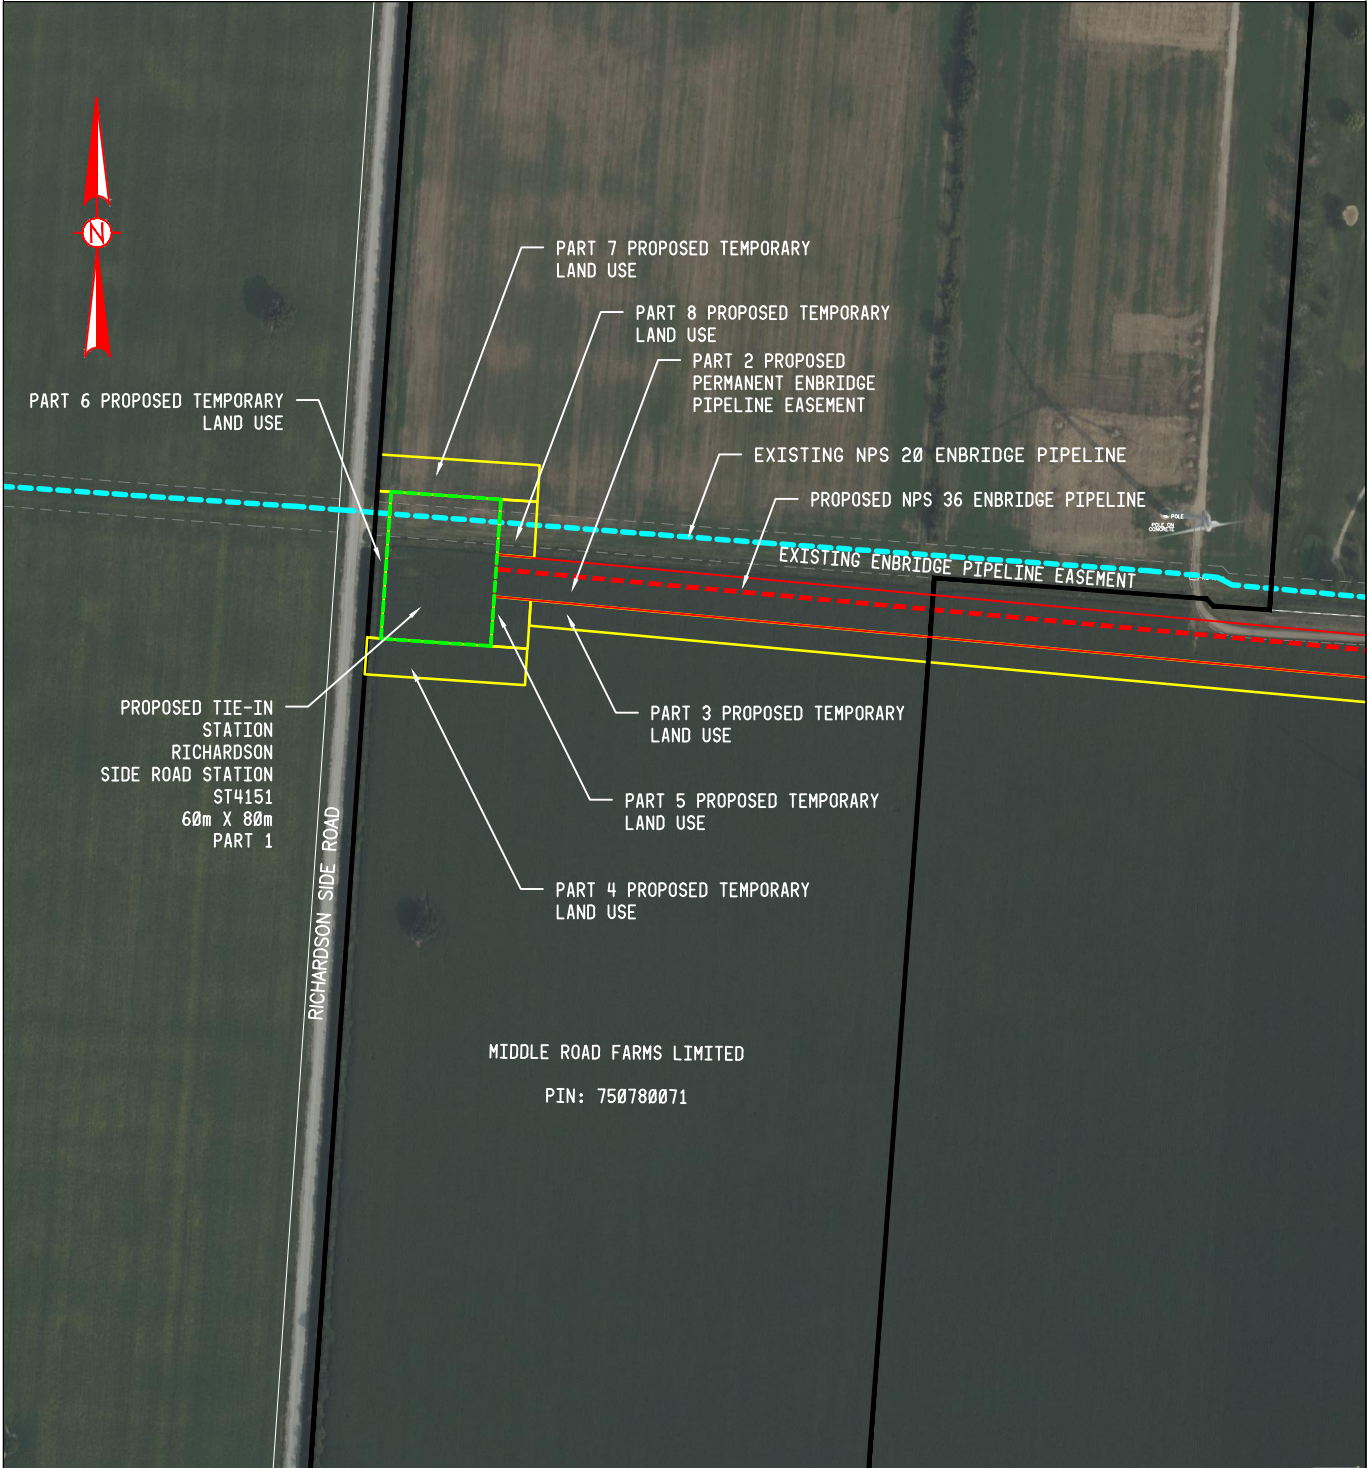 N
PART 7 PROPOSED TEMPORARY
LAND USE
PART 8 PROPOSED TEMPORARY
LAND USE
PART 2 PROPOSED
PERMANENT ENBRIDGE
PIPELINE EASEMENT
PART 6 PROPOSED TEMPORARY
LAND USE
EXISTING NPS 20 ENBRIDGE PIPELINE
PROPOSED NPS 36 ENBRIDGE PIPELINE
POLE
POLE ON
CONCRETE
EXISTING ENBRIDGE PIPELINE EASEMENT
PROPOSED TIE-IN
STATION
RICHARDSON
SIDE ROAD STATION
ST4151
60m X 80m
PART 1
PART 3 PROPOSED TEMPORARY
LAND USE
PART 5 PROPOSED TEMPORARY
LAND USE
PART 4 PROPOSED TEMPORARY
LAND USE
RICHARDSON SIDE ROAD
MIDDLE ROAD FARMS LIMITED
PIN: 750780071